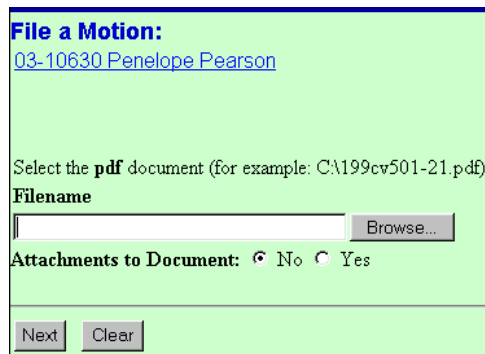 File a Motion:
03-10630 Penelope Pearson
Select the pdf document (for example: C:\199cv501-21.pdf)
Filename
Browse...
Attachments to Document: No Yes
Next Clear